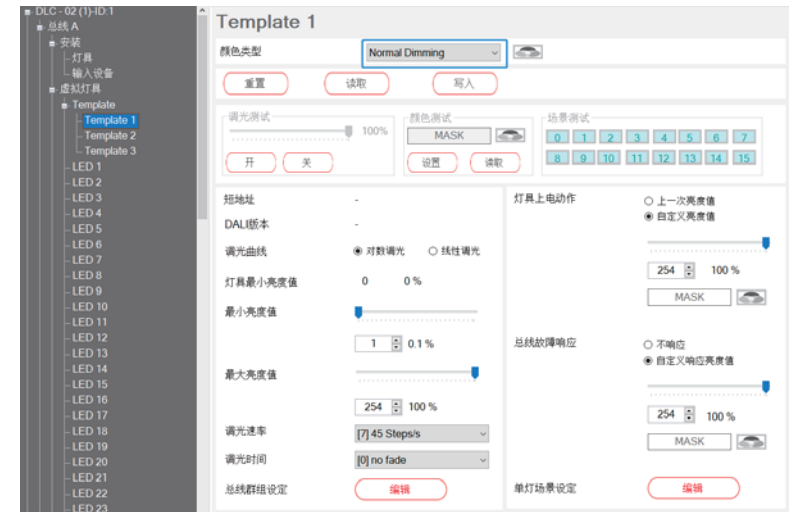 DLC - 02 (1)-ID:1
总线 A
安装
灯具
输入设备
虚拟灯具
Template
Template 1
Template 2
Template 3
LED 1
LED 2
LED 3
LED 4
LED 5
LED 6
LED 7
LED 8
LED 9
LED 10
LED 11
LED 12
LED 13
LED 14
LED 15
LED 16
LED 17
LED 18
LED 19
LED 20
LED 21
LED 22
LED 23
Template 1
颜色类型 Normal Dimming
重置 读取 写入
调光测试 颜色测试 场景测试
100% MASK 0 1 2 3 4 5 6 7
开 关 设置 读取 8 9 10 11 12 13 14 15
短地址 -
DALI版本 -
调光曲线 对数调光 线性调光
灯具最小亮度值 0 0 %
最小亮度值
1 0.1 %
最大亮度值
254 100 %
调光速率 [7] 45 Steps/s
调光时间 [0] no fade
总线群组设定 编辑
灯具上电动作 上一次亮度值
自定义亮度值
254 100 %
MASK
总线故障响应 不响应
自定义响应亮度值
254 100 %
MASK
单灯场景设定 编辑